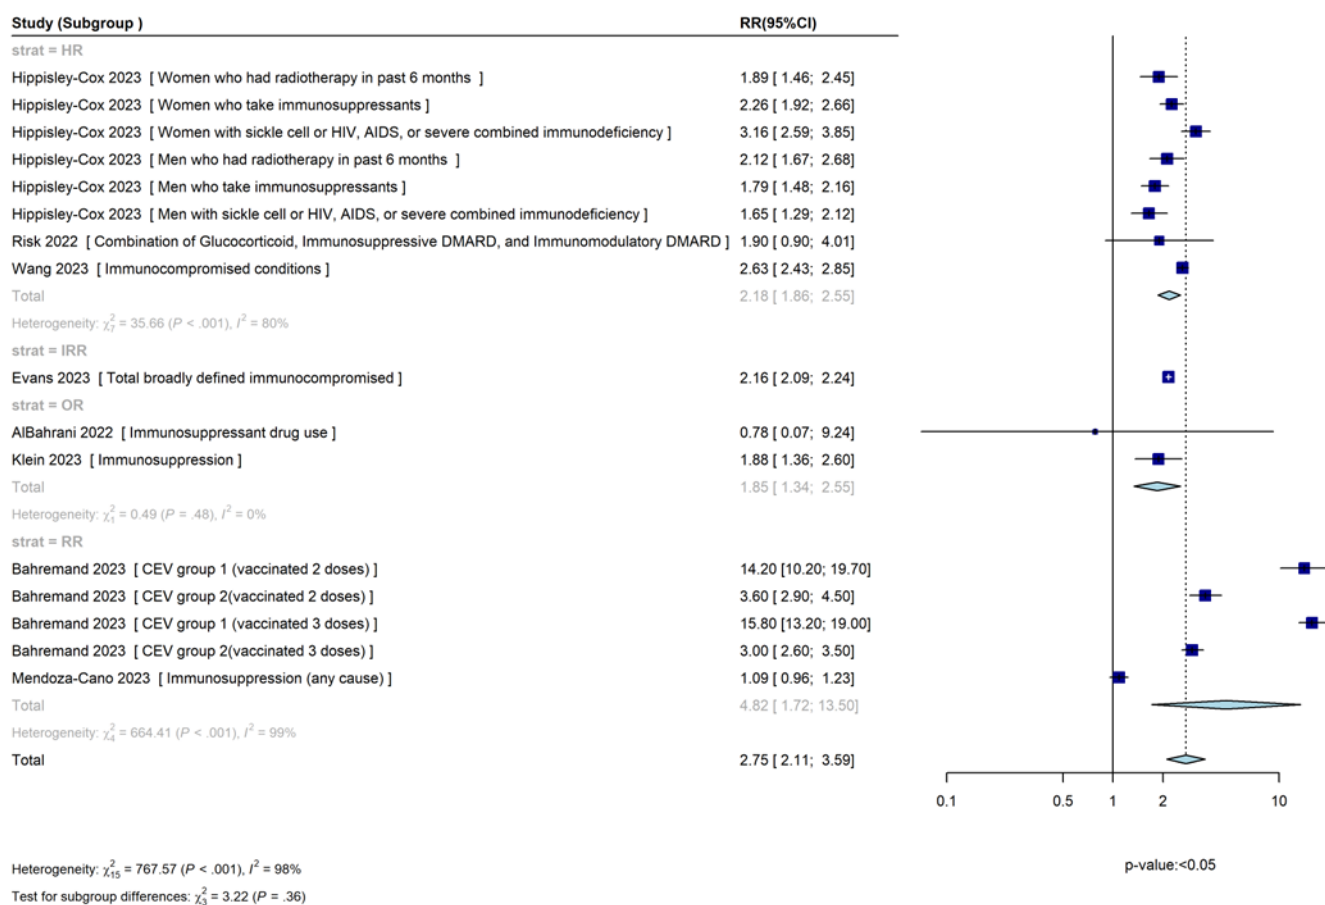 Study (Subgroup ) RR(95%CI)
strat = HR
Hippisley-Cox 2023 [ Women who had radiotherapy in past 6 months ] 1.89 [ 1.46; 2.45]
Hippisley-Cox 2023 [ Women who take immunosuppressants ] 2.26 [ 1.92; 2.66]
Hippisley-Cox 2023 [ Women with sickle cell or HIV, AIDS, or severe combined immunodeficiency ] 3.16 [ 2.59; 3.85]
Hippisley-Cox 2023 [ Men who had radiotherapy in past 6 months ] 2.12 [ 1.67; 2.68]
Hippisley-Cox 2023 [ Men who take immunosuppressants ] 1.79 [ 1.48; 2.16]
Hippisley-Cox 2023 [ Men with sickle cell or HIV, AIDS, or severe combined immunodeficiency ] 1.65 [ 1.29; 2.12]
Risk 2022 [ Combination of Glucocorticoid, Immunosuppressive DMARD, and Immunomodulatory DMARD ] 1.90 [ 0.90; 4.01]
Wang 2023 [ Immunocompromised conditions ] 2.63 [ 2.43; 2.85]
Total 2.18 [ 1.86; 2.55]
Heterogeneity: χ²₇ = 35.66 (P < .001), I² = 80%
strat = IRR
Evans 2023 [ Total broadly defined immunocompromised ] 2.16 [ 2.09; 2.24]
strat = OR
AlBahrani 2022 [ Immunosuppressant drug use ] 0.78 [ 0.07; 9.24]
Klein 2023 [ Immunosuppression ] 1.88 [ 1.36; 2.60]
Total 1.85 [ 1.34; 2.55]
Heterogeneity: χ²₁ = 0.49 (P = .48), I² = 0%
strat = RR
Bahremand 2023 [ CEV group 1 (vaccinated 2 doses) ] 14.20 [10.20; 19.70]
Bahremand 2023 [ CEV group 2(vaccinated 2 doses) ] 3.60 [ 2.90; 4.50]
Bahremand 2023 [ CEV group 1 (vaccinated 3 doses) ] 15.80 [13.20; 19.00]
Bahremand 2023 [ CEV group 2(vaccinated 3 doses) ] 3.00 [ 2.60; 3.50]
Mendoza-Cano 2023 [ Immunosuppression (any cause) ] 1.09 [ 0.96; 1.23]
Total 4.82 [ 1.72; 13.50]
Heterogeneity: χ²₄ = 664.41 (P < .001), I² = 99%
Total 2.75 [ 2.11; 3.59]
0.1 0.5 1 2 10
Heterogeneity: χ²₁₅ = 767.57 (P < .001), I² = 98%
p-value:<0.05
Test for subgroup differences: χ²₃ = 3.22 (P = .36)